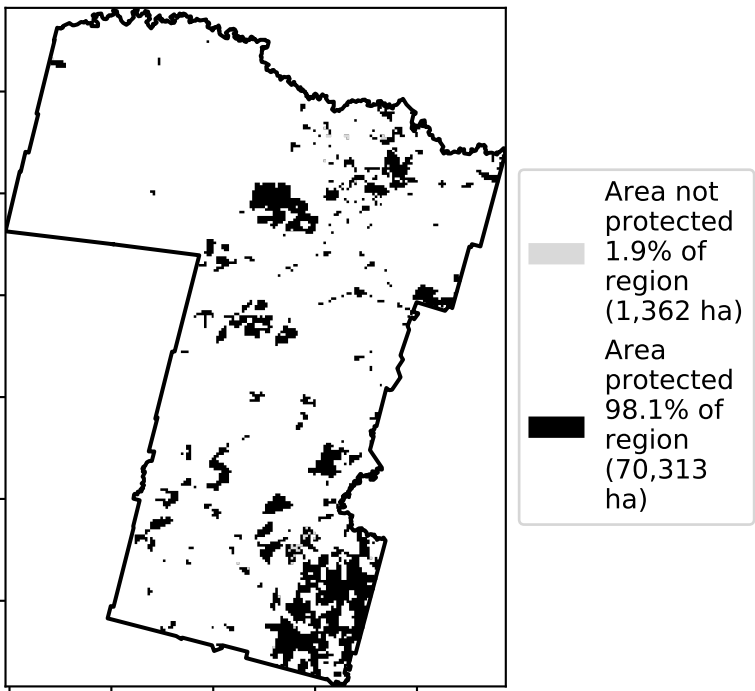 Area not
protected
1.9% of
region
(1,362 ha)
Area
protected
98.1% of
region
(70,313
ha)